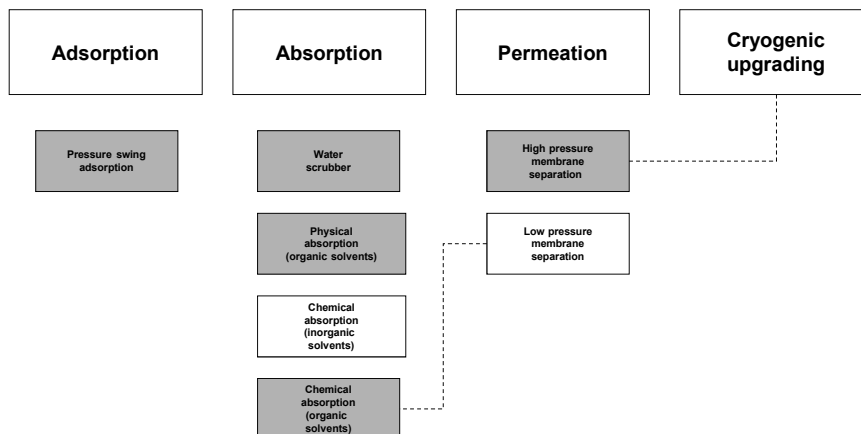 Adsorption
Absorption
Permeation
Cryogenic
upgrading
Pressure swing
adsorption
Water
scrubber
High pressure
membrane
separation
Physical
absorption
(organic solvents)
Low pressure
membrane
separation
Chemical
absorption
(inorganic
solvents)
Chemical
absorption
(organic
solvents)